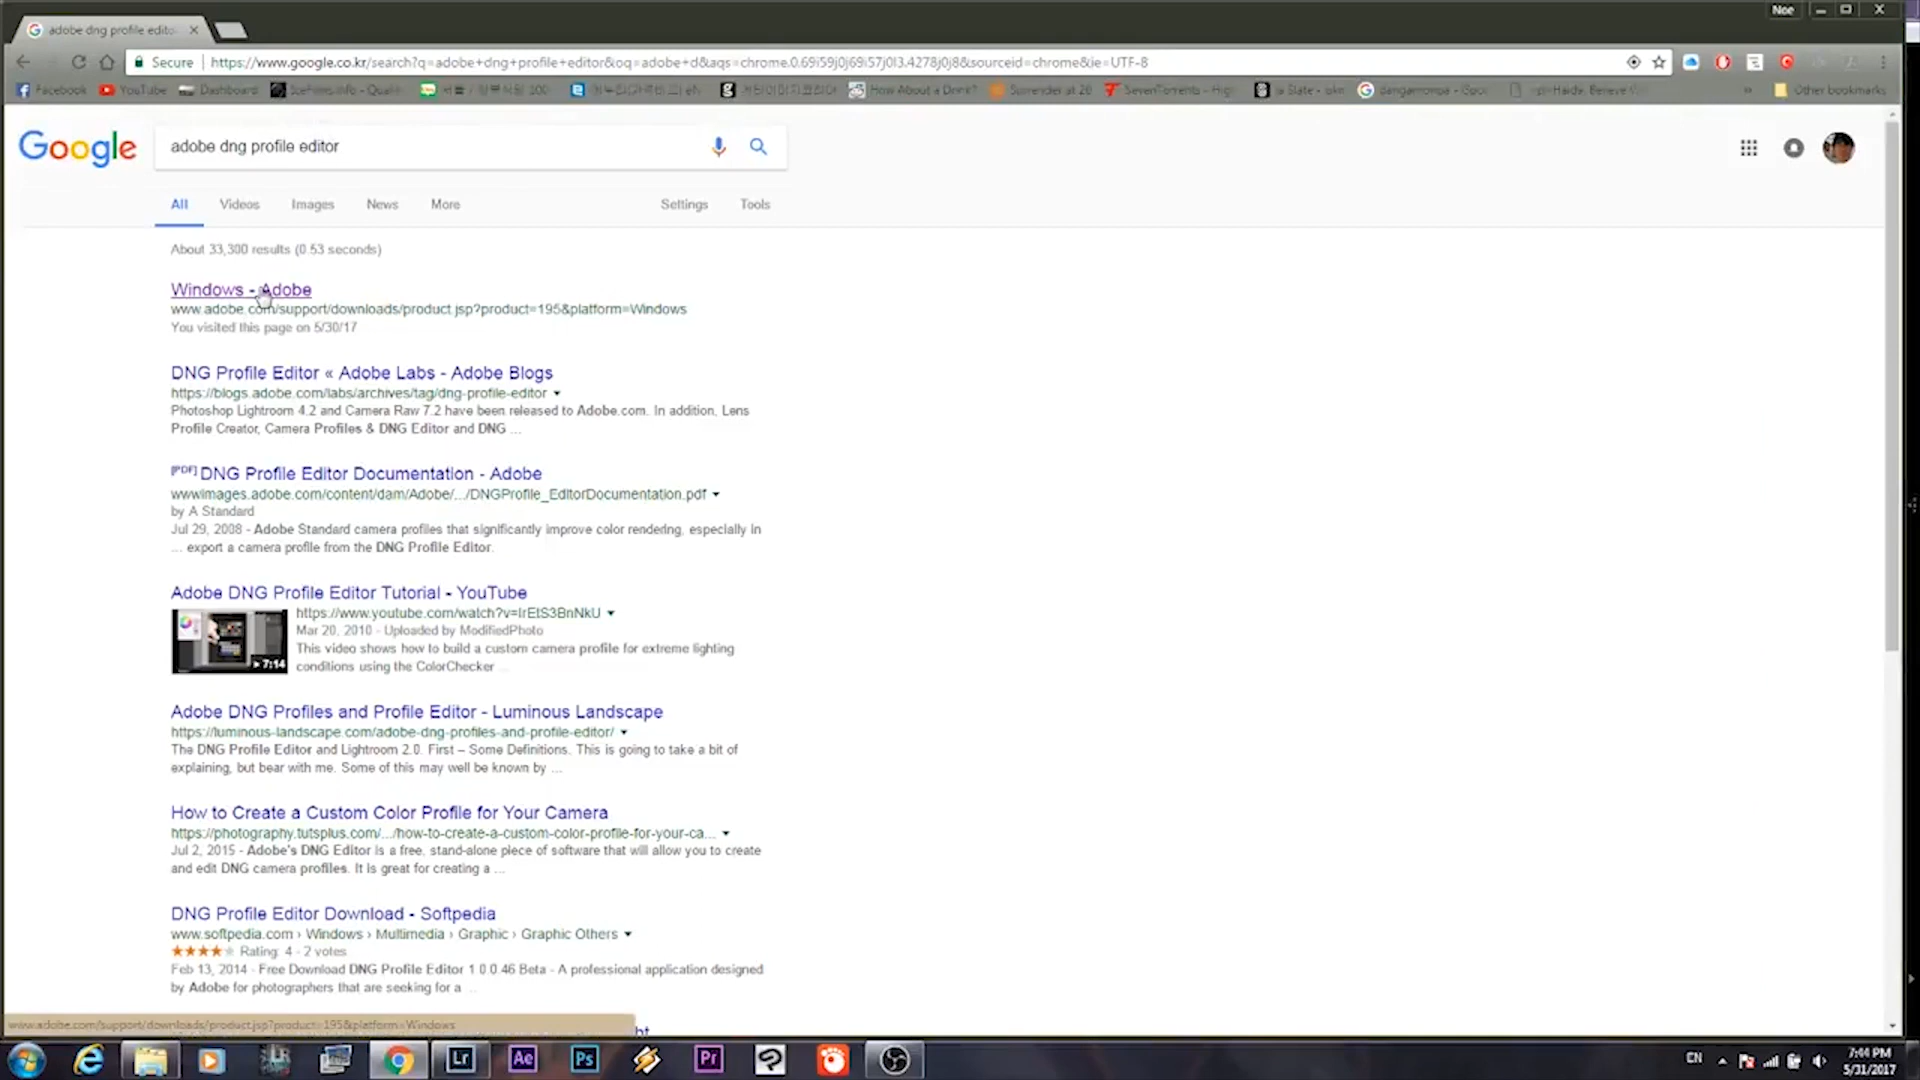 Noe
adobe dng profile edito
Secure
https://www.google.co.kr/search?q=adobe+dng+profile+editor&oq=adobe+d&aqs=chrome.0.69i59j0j69i57j0l3.4278j0j8&sourceid=chrome&ie=UTF-8
Facebook
YouTube
Dashboard
How About a Drink?
Surrender at 20
SevenTorrents - High
danganronpa - Goo
Other bookmarks
Google
adobe dng profile editor
All
Videos
Images
News
More
Settings
Tools
About 33,300 results (0.53 seconds)
Windows - Adobe
www.adobe.com/support/downloads/product.jsp?product=195&platform=Windows
You visited this page on 5/30/17
DNG Profile Editor « Adobe Labs - Adobe Blogs
https://blogs.adobe.com/labs/archives/tag/dng-profile-editor
Photoshop Lightroom 4.2 and Camera Raw 7.2 have been released to Adobe.com. In addition, Lens
Profile Creator, Camera Profiles & DNG Editor and DNG ...
[PDF] DNG Profile Editor Documentation - Adobe
wwwimages.adobe.com/content/dam/Adobe/.../DNGProfile_EditorDocumentation.pdf
by A Standard
Jul 29, 2008 - Adobe Standard camera profiles that significantly improve color rendering, especially in
... export a camera profile from the DNG Profile Editor.
Adobe DNG Profile Editor Tutorial - YouTube
https://www.youtube.com/watch?v=IrEtS3BnNkU
7:14
Mar 20, 2010 - Uploaded by ModifiedPhoto
This video shows how to build a custom camera profile for extreme lighting
conditions using the ColorChecker ...
Adobe DNG Profiles and Profile Editor - Luminous Landscape
https://luminous-landscape.com/adobe-dng-profiles-and-profile-editor/
The DNG Profile Editor and Lightroom 2.0. First – Some Definitions. This is going to take a bit of
explaining, but bear with me. Some of this may well be known by ...
How to Create a Custom Color Profile for Your Camera
https://photography.tutsplus.com/.../how-to-create-a-custom-color-profile-for-your-ca...
Jul 2, 2015 - Adobe's DNG Editor is a free, stand-alone piece of software that will allow you to create
and edit DNG camera profiles. It is great for creating a ...
DNG Profile Editor Download - Softpedia
www.softpedia.com › Windows › Multimedia › Graphic › Graphic Others
Rating: 4 - 2 votes
Feb 13, 2014 - Free Download DNG Profile Editor 1.0.0.46 Beta - A professional application designed
by Adobe for photographers that are seeking for a ...
www.adobe.com/support/downloads/product.jsp?product=195&platform=Windows
ht
Lr
Ae
Ps
Pr
EN
7:44 PM
5/31/2017